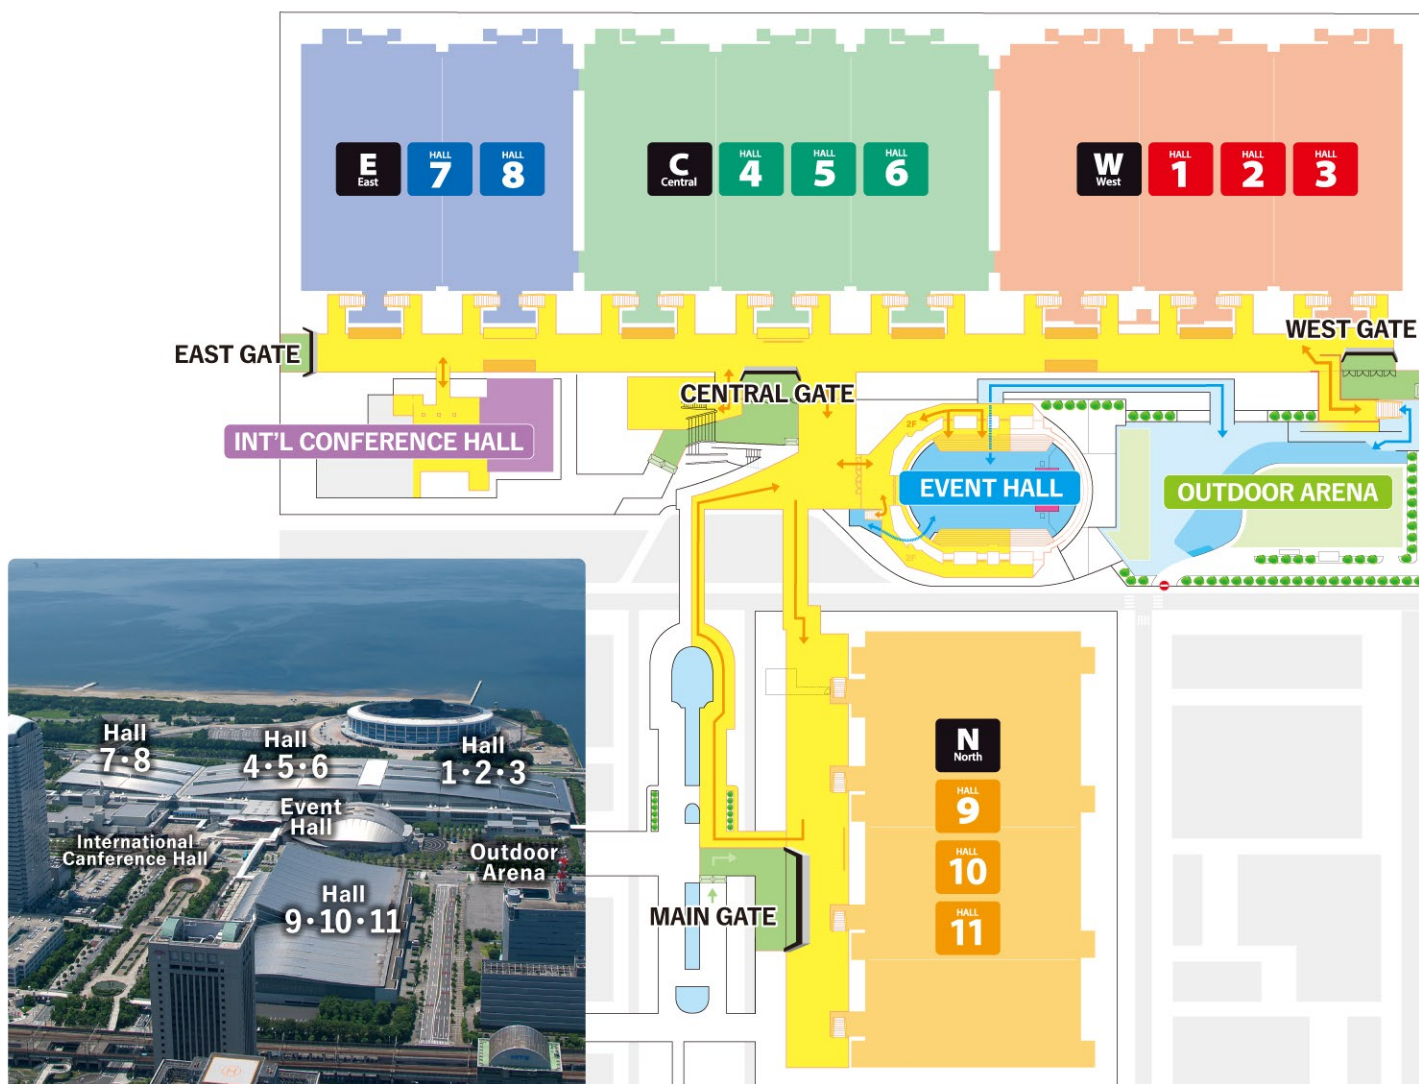 E
East
HALL
7
HALL
8
C
Central
HALL
4
HALL
5
HALL
6
W
West
HALL
1
HALL
2
HALL
3
EAST GATE
CENTRAL GATE
WEST GATE
INT'L CONFERENCE HALL
2F
EVENT HALL
OUTDOOR ARENA
2F
N
North
HALL
9
HALL
10
HALL
11
MAIN GATE
Hall
7・8
Hall
4・5・6
Hall
1・2・3
Event
Hall
International
Canference Hall
Outdoor
Arena
Hall
9・10・11